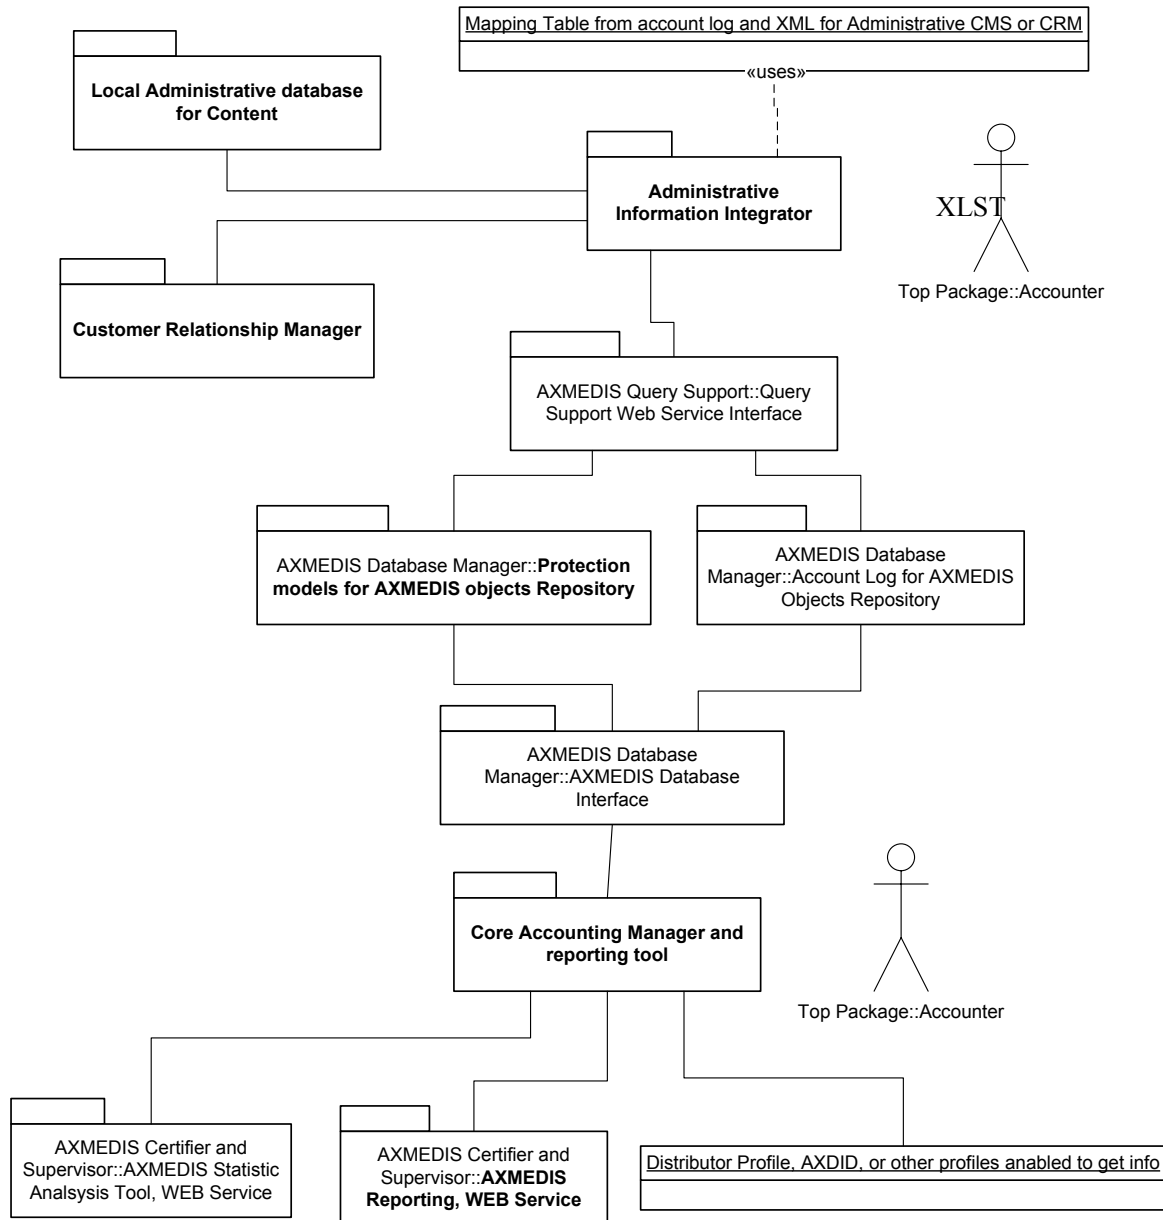 Mapping Table from account log and XML for Administrative CMS or CRM
«uses»
Local Administrative database
for Content
Administrative
Information Integrator
XLST
Top Package::Accounter
Customer Relationship Manager
AXMEDIS Query Support::Query
Support Web Service Interface
AXMEDIS Database Manager::Protection
models for AXMEDIS objects Repository
AXMEDIS Database
Manager::Account Log for AXMEDIS
Objects Repository
AXMEDIS Database
Manager::AXMEDIS Database
Interface
Core Accounting Manager and
reporting tool
Top Package::Accounter
AXMEDIS Certifier and
Supervisor::AXMEDIS Statistic
Analsysis Tool, WEB Service
AXMEDIS Certifier and
Supervisor::AXMEDIS
Reporting, WEB Service
Distributor Profile, AXDID, or other profiles anabled to get info